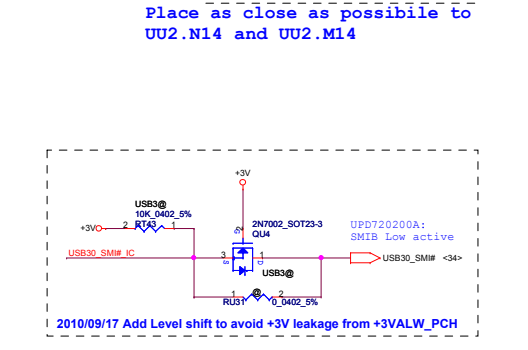 Place as close as possibile to
UU2.N14 and UU2.M14
+3V
USB3@
10K_0402_5%
RT43
+3VO
2
1
2N7002_SOT23-3
QU4
G
2
UPD720200A:
SMIB Low active
USB30_SMI#_IC
3
S
1
D
USB30_SMI# <34>
USB3@
1
@
2
RU31
0_0402_5%
2010/09/17 Add Level shift to avoid +3V leakage from +3VALW_PCH